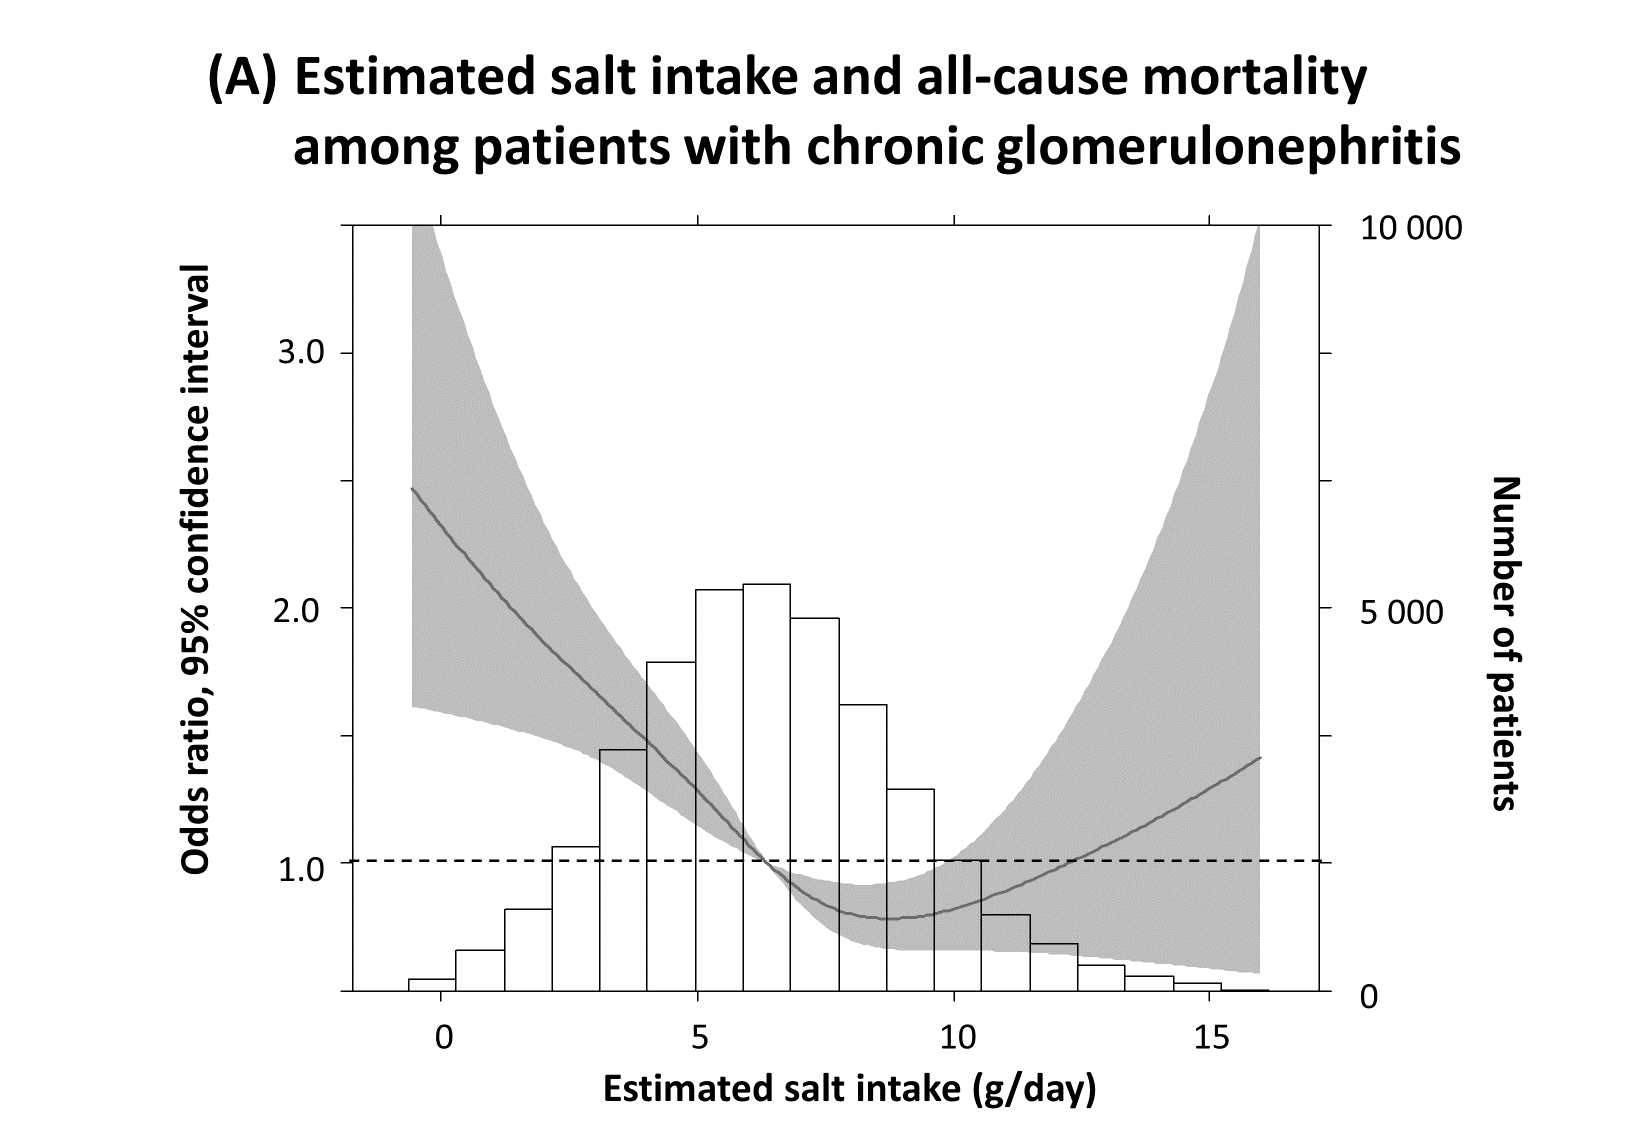 (A) Estimated salt intake and all-cause mortality
among patients with chronic glomerulonephritis
Odds ratio, 95% confidence interval
3.0
2.0
1.0
10 000
5 000
0
Number of patients
0 5 10 15
Estimated salt intake (g/day)